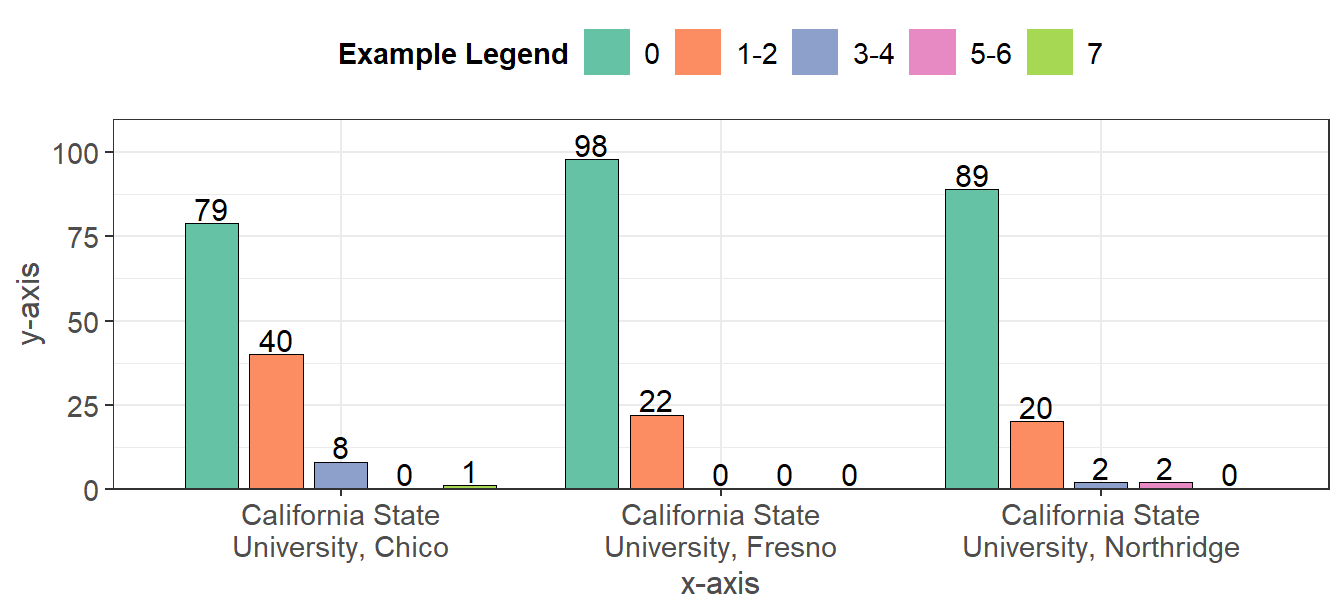 Example Legend 0 1-2 3-4 5-6 7
y-axis
100
75
50
25
0
79 40 8 0 1
98 22 0 0 0
89 20 2 2 0
California State
University, Chico
California State
University, Fresno
California State
University, Northridge
x-axis